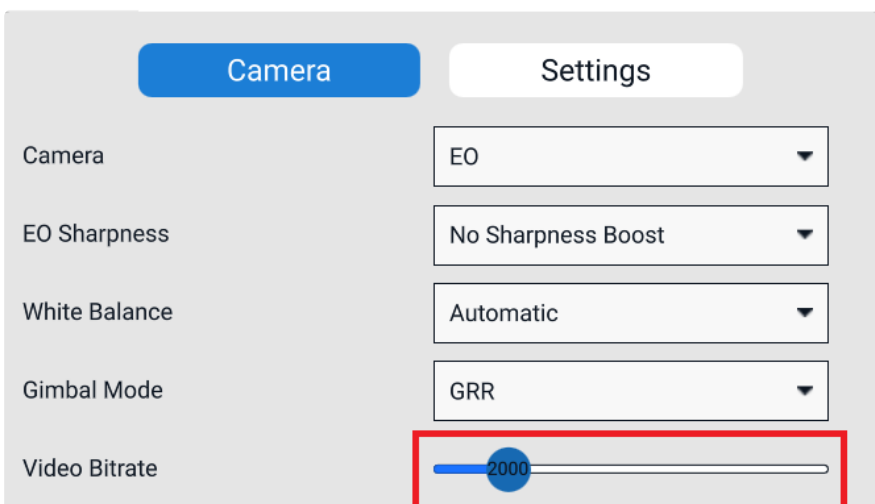 Camera Settings
Camera EO
EO Sharpness No Sharpness Boost
White Balance Automatic
Gimbal Mode GRR
Video Bitrate 2000